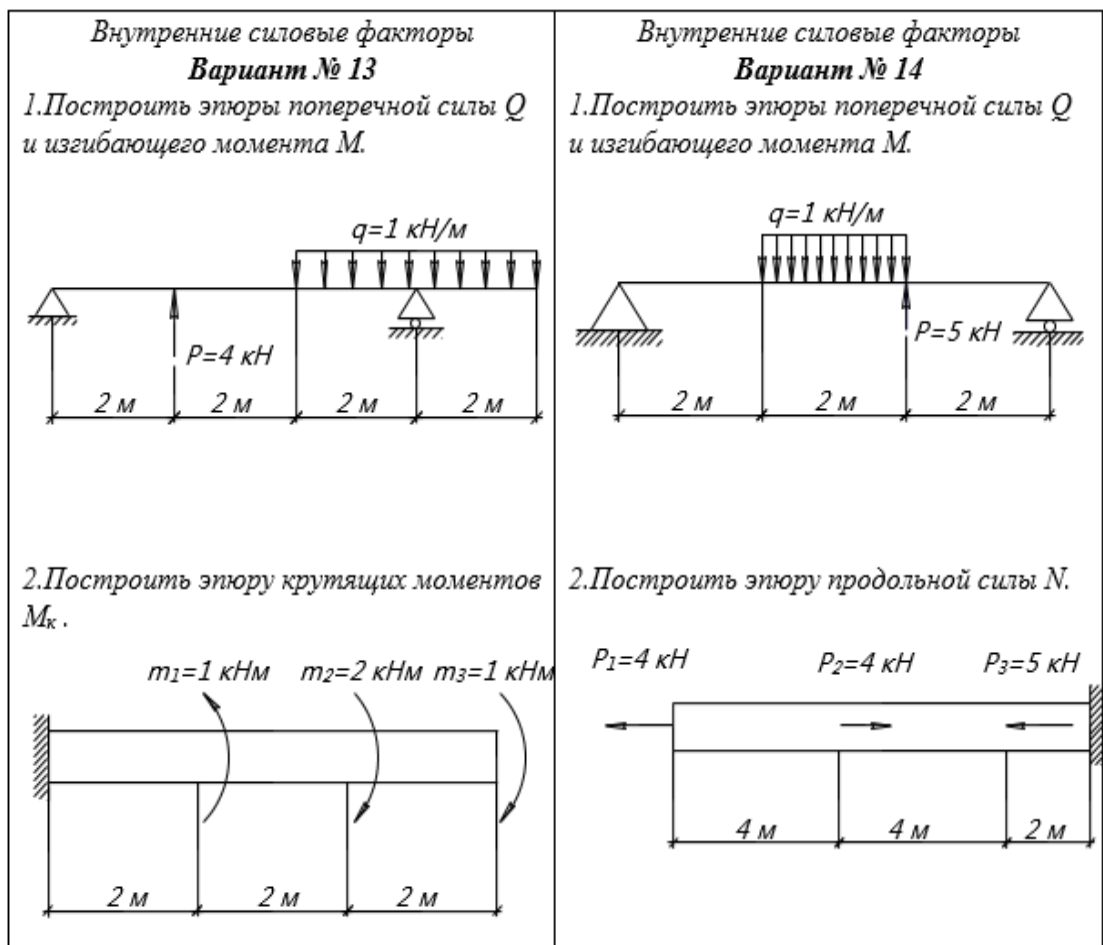 Внутренние силовые факторы
Вариант № 13
1.Построить эпюры поперечной силы Q
и изгибающего момента М.
q=1 кН/м
P=4 кН
2 м
2 м
2 м
2 м
2.Построить эпюру крутящих моментов
Мк .
m1=1 кНм
m2=2 кНм
m3=1 кНм
2 м
2 м
2 м
Внутренние силовые факторы
Вариант № 14
1.Построить эпюры поперечной силы Q
и изгибающего момента М.
q=1 кН/м
P=5 кН
2 м
2 м
2 м
2.Построить эпюру продольной силы N.
P1=4 кН
P2=4 кН
P3=5 кН
4 м
4 м
2 м